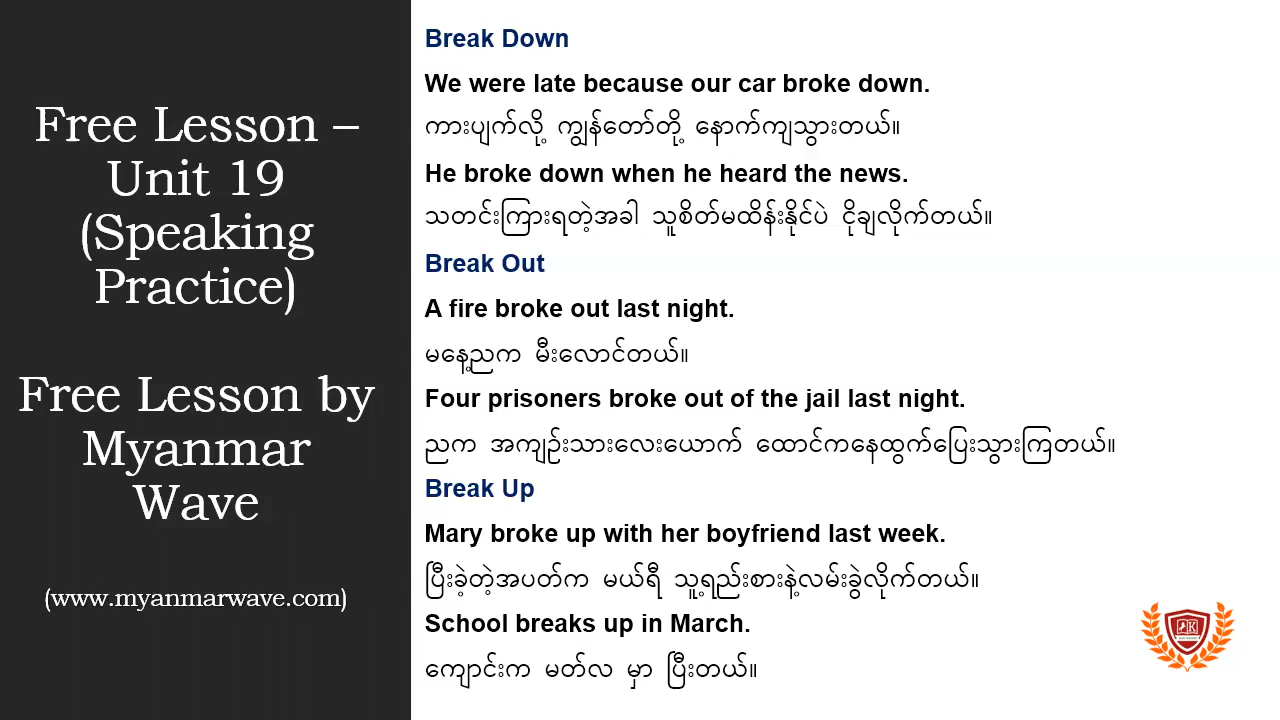 Free Lesson –
Unit 19
(Speaking
Practice)
Free Lesson by
Myanmar
Wave
(www.myanmarwave.com)
Break Down
We were late because our car broke down.
ကားပျက်လို့ ကျွန်တော်တို့ နောက်ကျသွားတယ်။
He broke down when he heard the news.
သတင်းကြားရတဲ့အခါ သူစိတ်မထိန်းနိုင်ပဲ ငိုချလိုက်တယ်။
Break Out
A fire broke out last night.
မနေ့ညက မီးလောင်တယ်။
Four prisoners broke out of the jail last night.
ညက အကျဉ်းသားလေးယောက် ထောင်ကနေထွက်ပြေးသွားကြတယ်။
Break Up
Mary broke up with her boyfriend last week.
ပြီးခဲ့တဲ့အပတ်က မယ်ရီ သူ့ရည်းစားနဲ့လမ်းခွဲလိုက်တယ်။
School breaks up in March.
ကျောင်းက မတ်လ မှာ ပြီးတယ်။